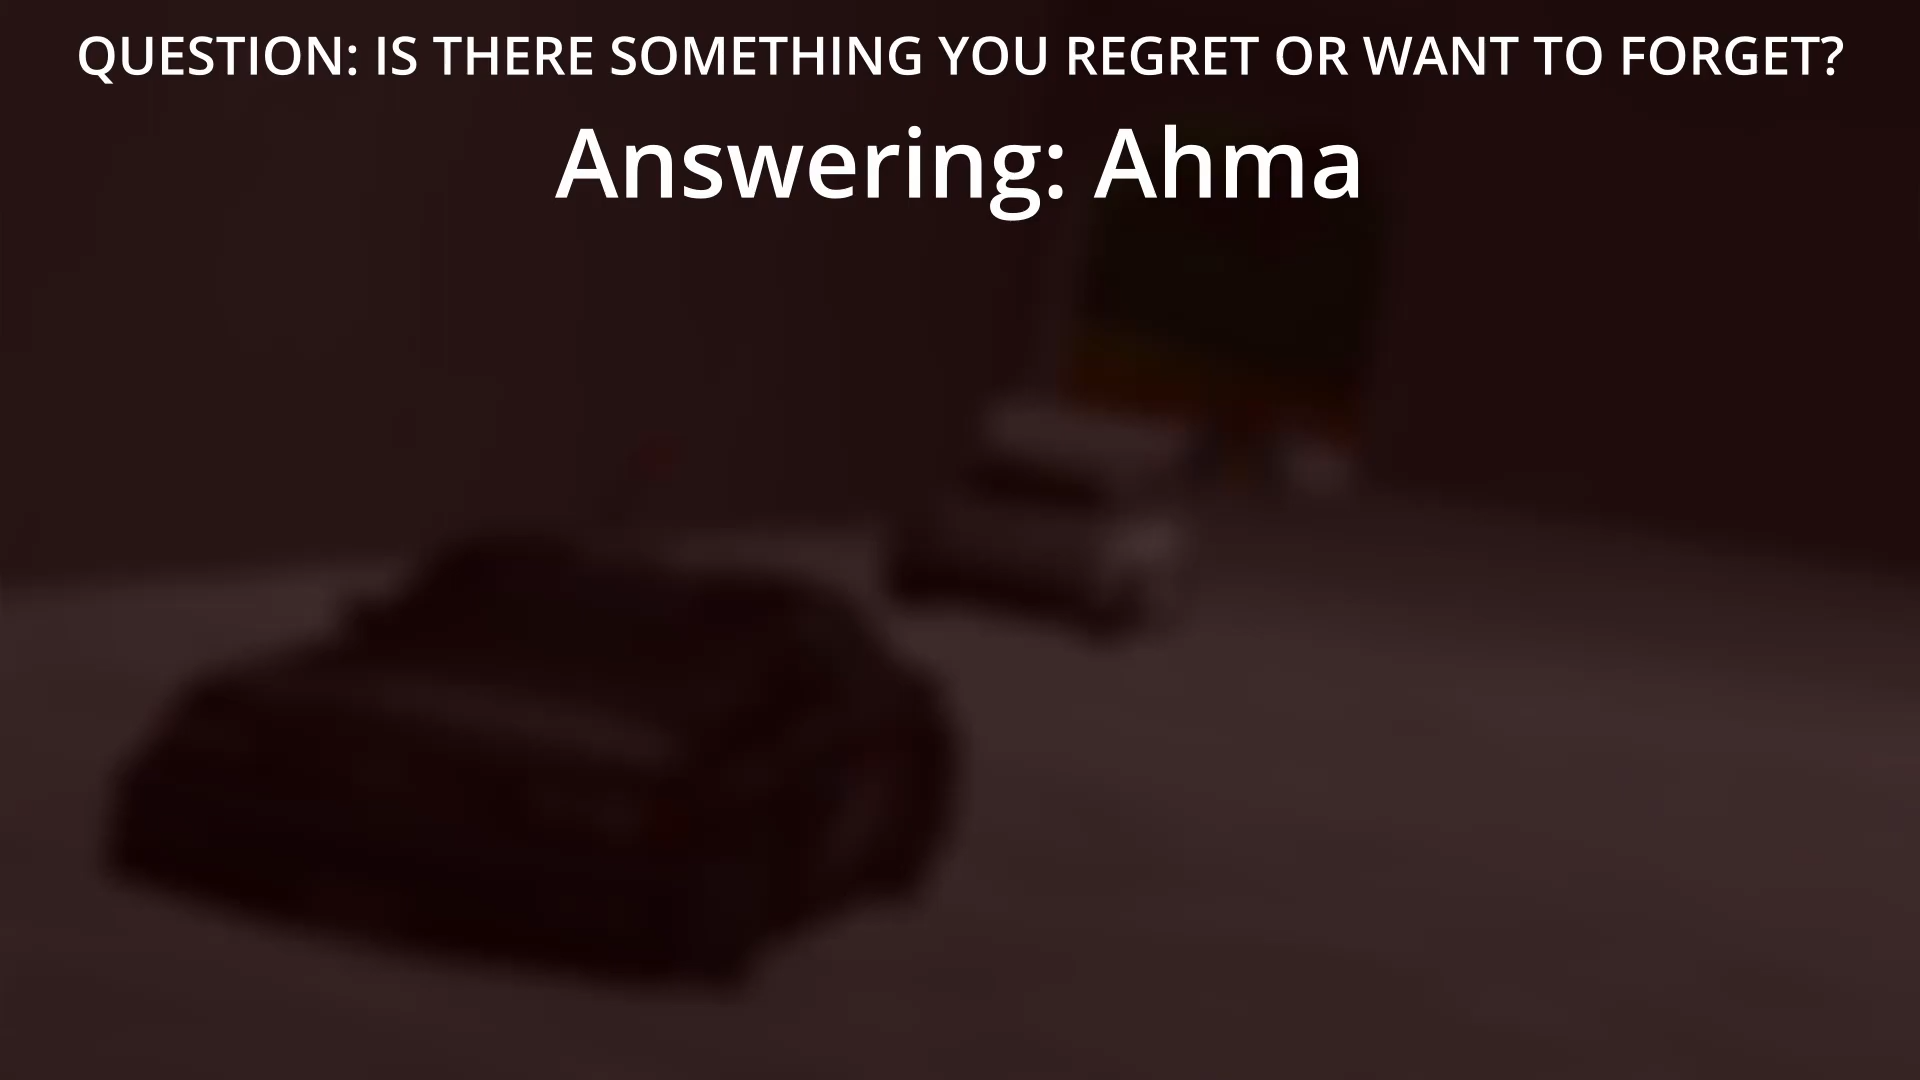 QUESTION: IS THERE SOMETHING YOU REGRET OR WANT TO FORGET?
Answering: Ahma